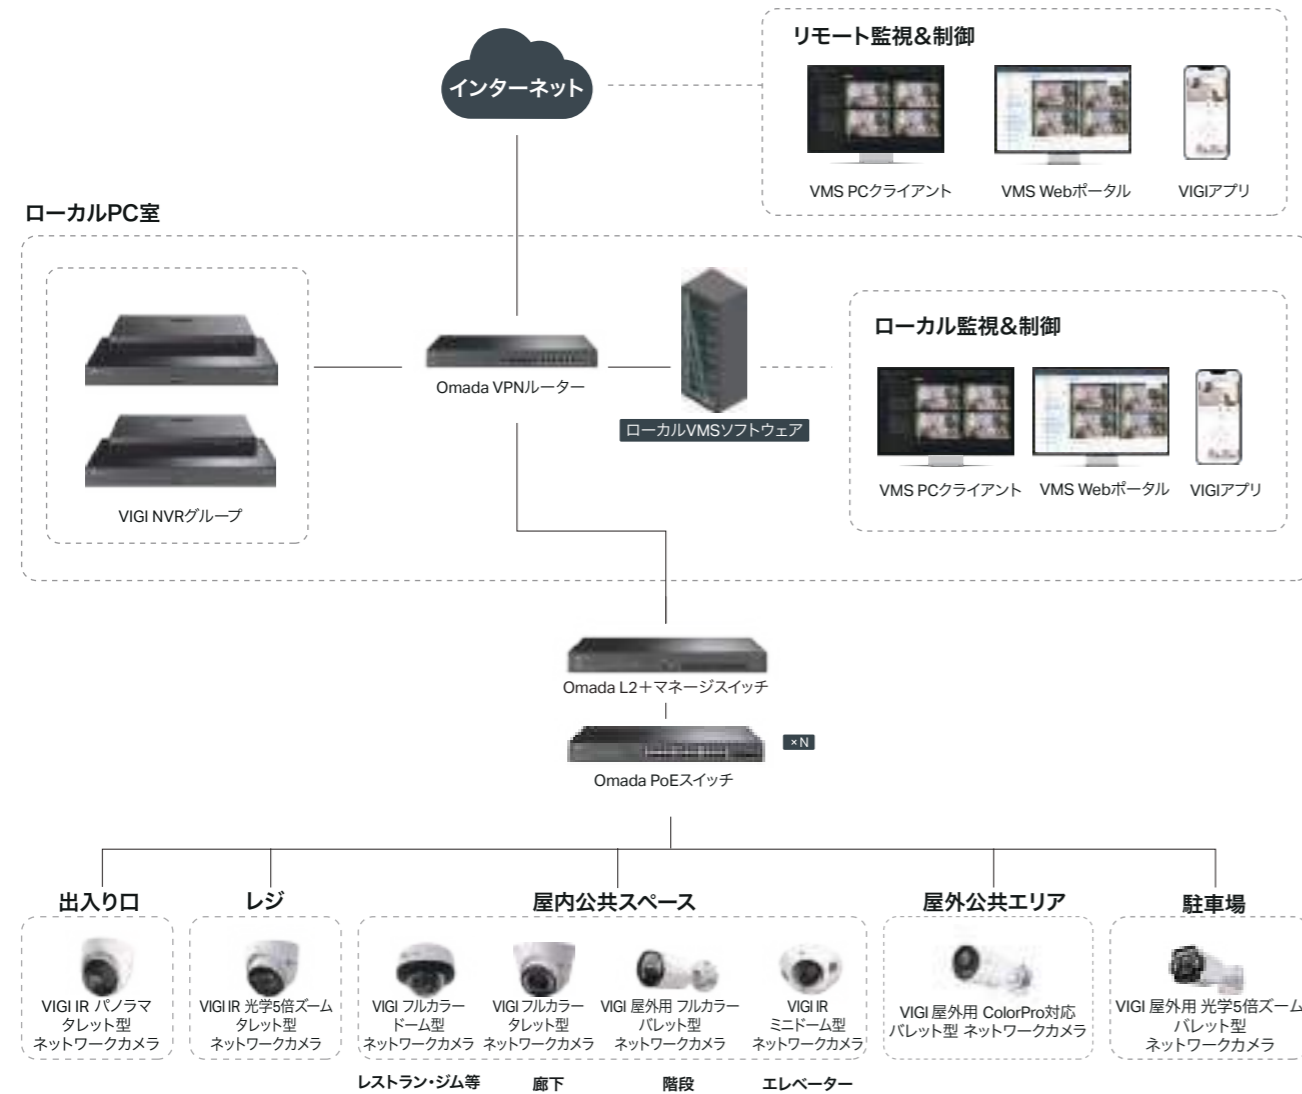 インターネット
リモート監視&制御
VMS PCクライアント
VMS Webポータル
VIGIアプリ
ローカルPC室
VIGI NVRグループ
Omada VPNルーター
ローカルVMSソフトウェア
ローカル監視&制御
VMS PCクライアント
VMS Webポータル
VIGIアプリ
Omada L2+マネージスイッチ
×N
Omada PoEスイッチ
出入り口
VIGI IR パノラマ
タレット型
ネットワークカメラ
レジ
VIGI IR 光学5倍ズーム
タレット型
ネットワークカメラ
屋内公共スペース
VIGI フルカラー
ドーム型
ネットワークカメラ
レストラン・ジム等
VIGI フルカラー
タレット型
ネットワークカメラ
廊下
VIGI 屋外用 フルカラー
バレット型
ネットワークカメラ
階段
VIGI IR
ミニドーム型
ネットワークカメラ
エレベーター
屋外公共エリア
VIGI 屋外用 ColorPro対応
バレット型 ネットワークカメラ
駐車場
VIGI 屋外用 光学5倍ズーム
バレット型
ネットワークカメラ